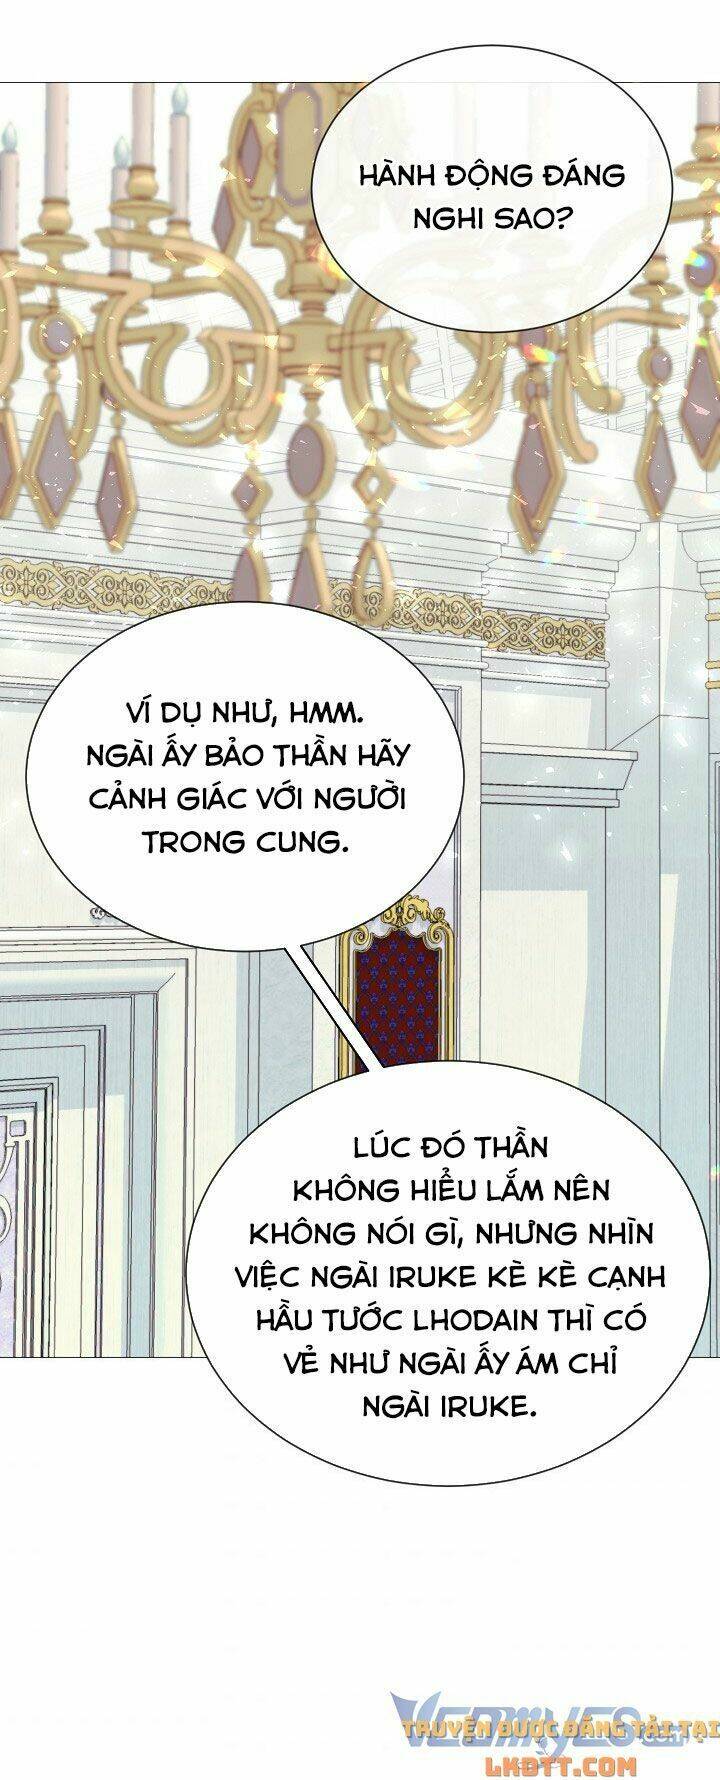 HÀNH ĐỘNG ĐÁNG
NGHI SAO?
VÍ DỤ NHƯ, HMM.
NGÀI ẤY BẢO THẦN HÃY
CẢNH GIÁC VỚI NGƯỜI
TRONG CUNG.
LÚC ĐÓ THẦN
KHÔNG HIỂU LẮM NÊN
KHÔNG NÓI GÌ, NHƯNG NHÌN
VIỆC NGÀI IRUKE KÈ KÈ CẠNH
HẦU TƯỚC LHODAIN THÌ CÓ
VẺ NHƯ NGÀI ẤY ÁM CHỈ
NGÀI IRUKE.
TRUYỆN ĐƯỢC ĐĂNG TẢI TẠI
LKDTT.COM